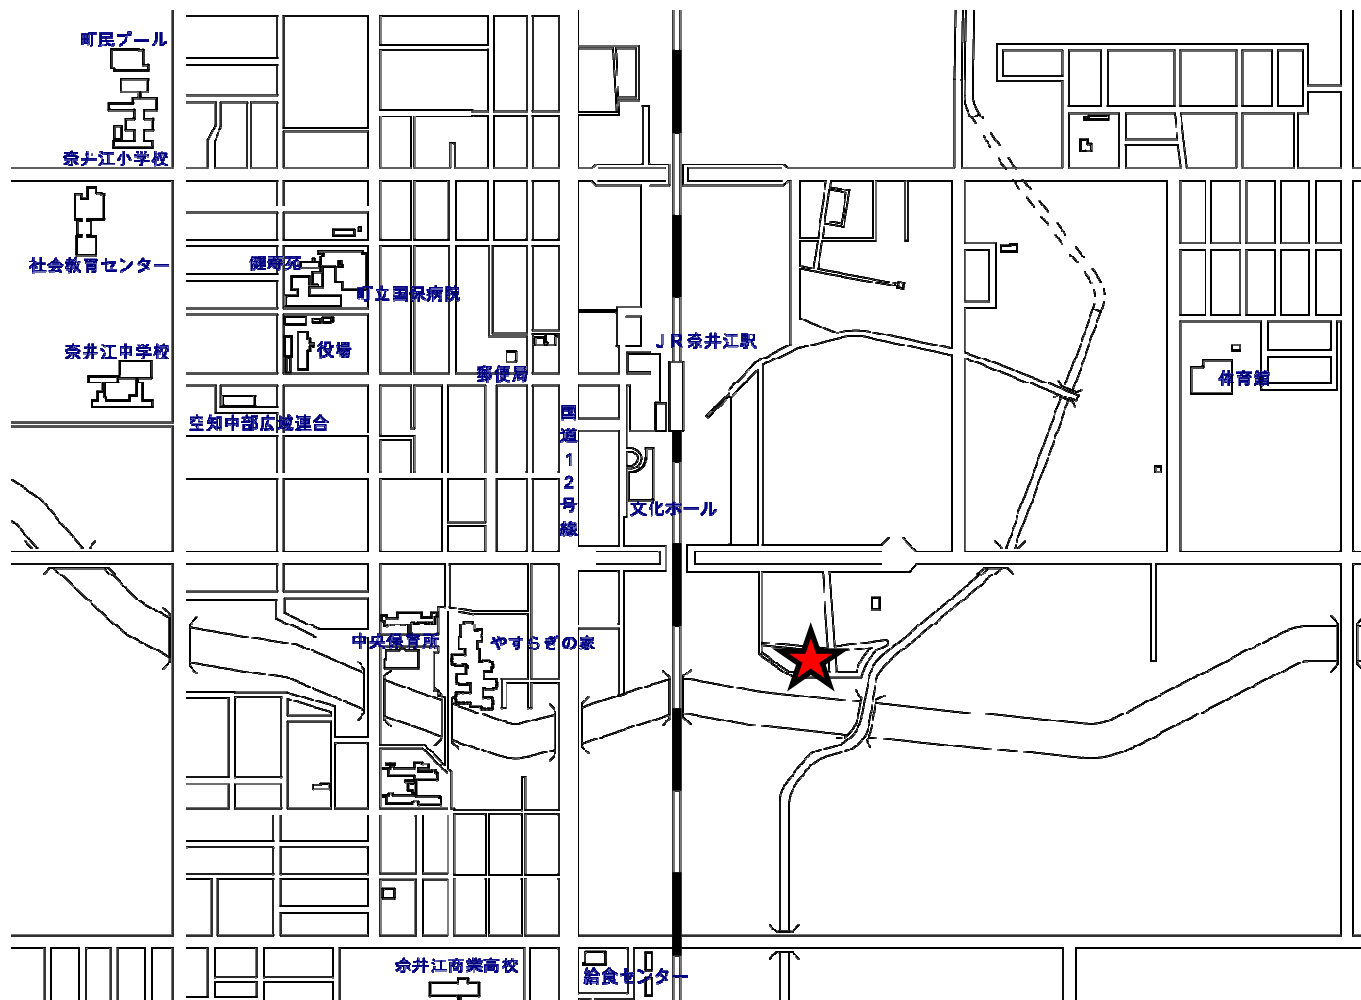 町民プール
奈井江小学校
社会教育センター
健寿苑
町立国保病院
役場
JR奈井江駅
奈井江中学校
郵便局
体育館
空知中部広域連合
国道12号線
文化ホール
中央保育所
やすらぎの家
奈井江商業高校
給食センター